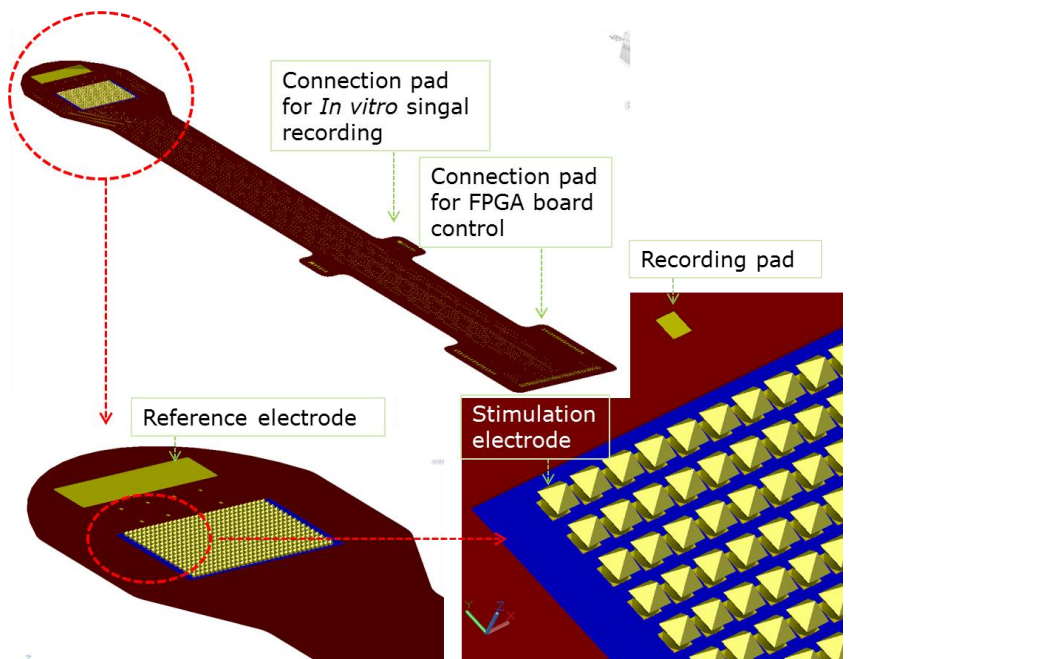 Connection pad
for In vitro singal
recording
Connection pad
for FPGA board
control
Recording pad
Reference electrode
Stimulation
electrode
Y
Z
X
Z